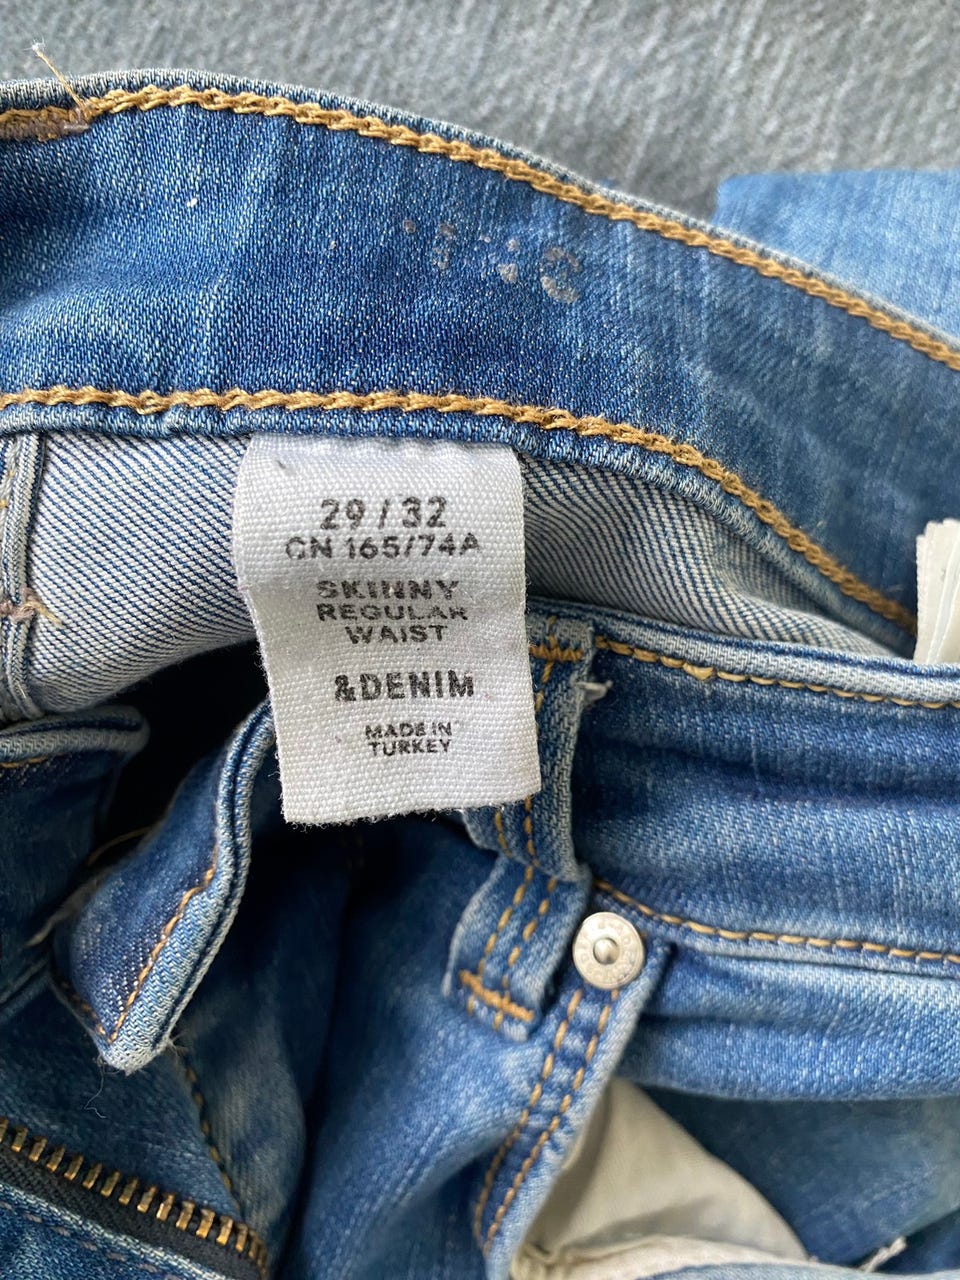 29 / 32
CN 165/74A
SKINNY
REGULAR
WAIST
&DENIM
MADE IN
TURKEY